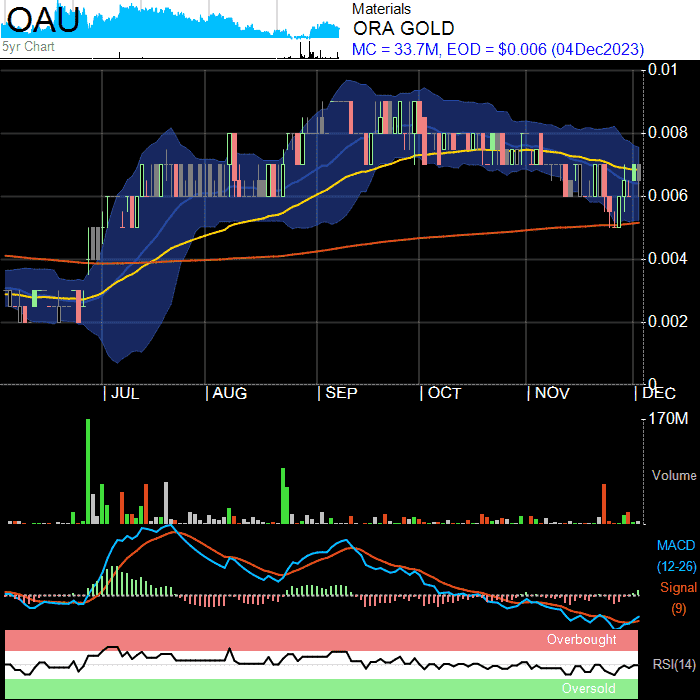 OAU
5yr Chart
Materials
ORA GOLD
MC = 33.7M, EOD = $0.006 (04Dec2023)
0.01
0.008
0.006
0.004
0.002
0
JUL AUG SEP OCT NOV DEC
170M
Volume
MACD
(12-26)
Signal
(9)
Overbought
RSI(14)
Oversold